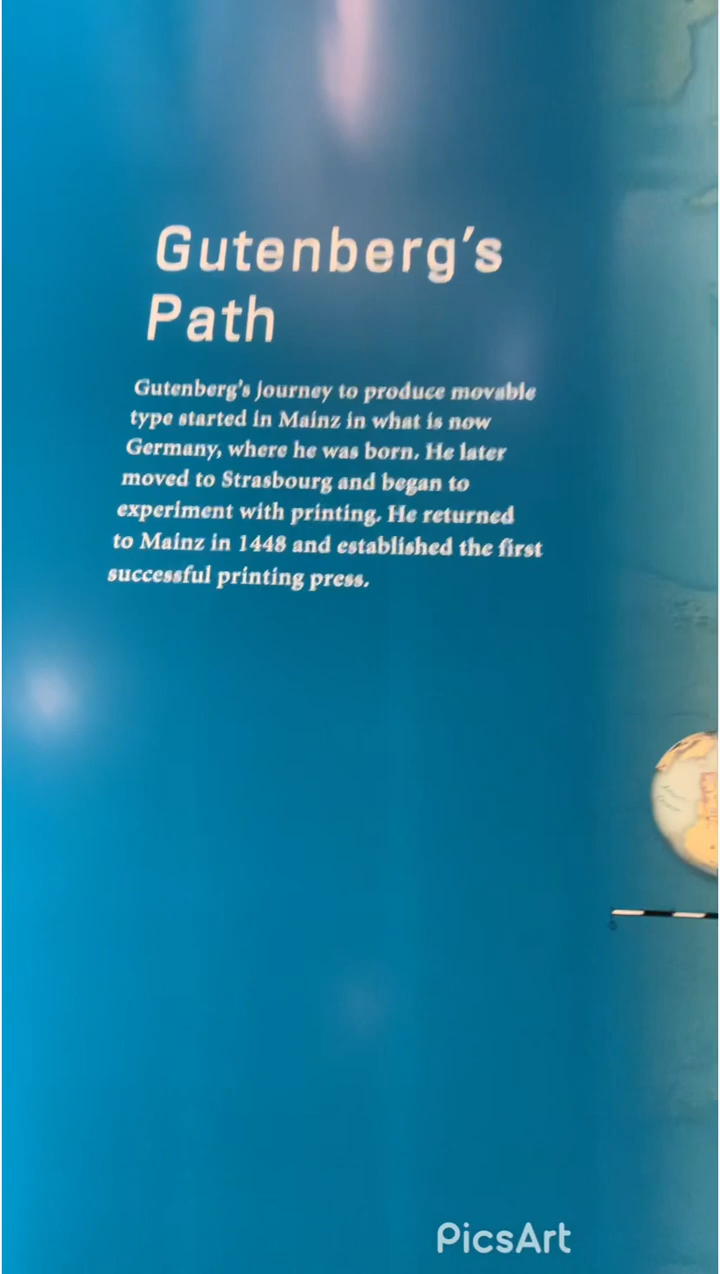 Gutenberg's
Path
Gutenberg's journey to produce movable
type started in Mainz in what is now
Germany, where he was born. He later
moved to Strasbourg and began to
experiment with printing. He returned
to Mainz in 1448 and established the first
successful printing press.
0
PicsArt